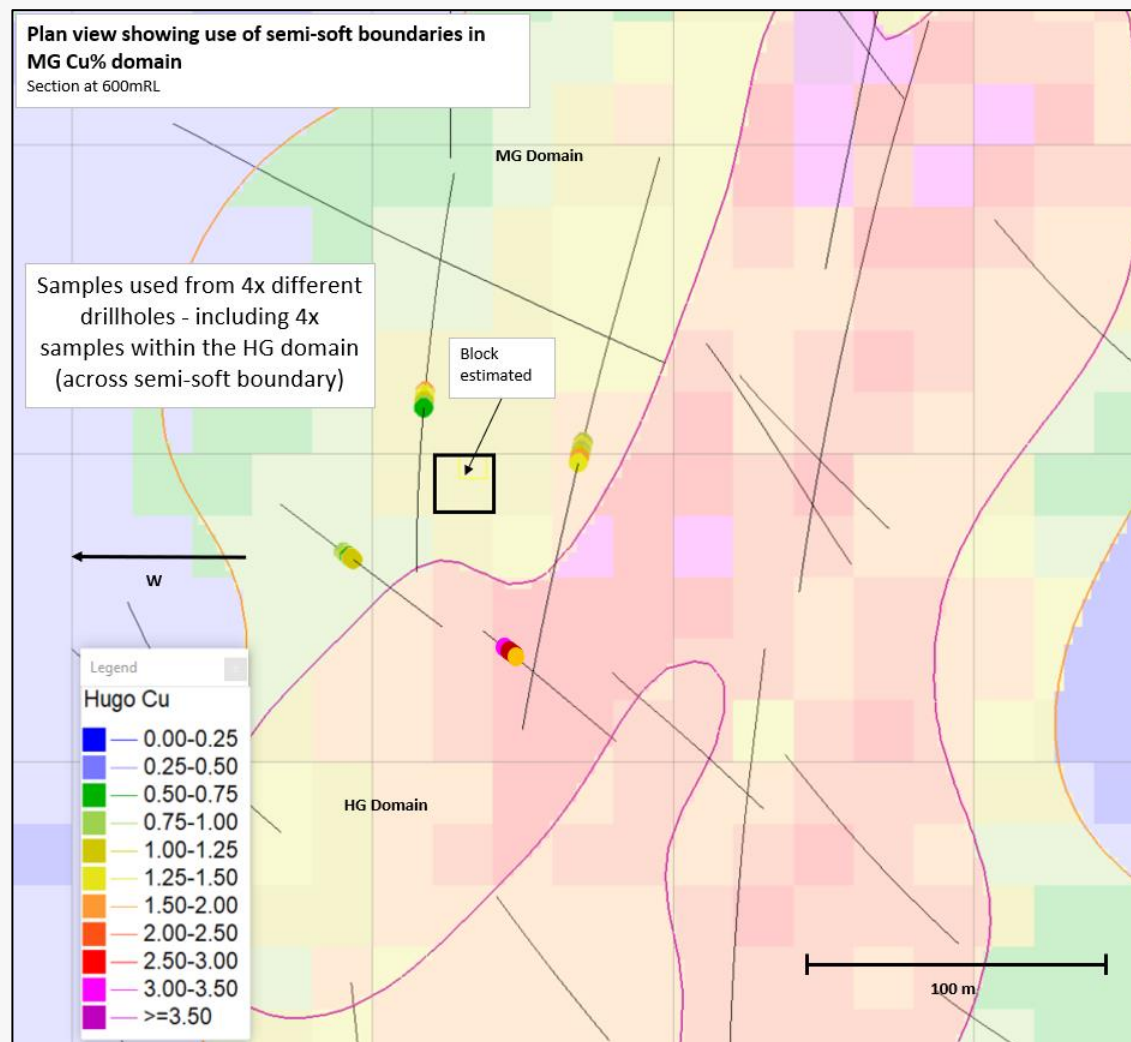 Plan view showing use of semi-soft boundaries in
MG Cu% domain
Section at 600mRL
MG Domain
Samples used from 4x different
drillholes - including 4x
samples within the HG domain
(across semi-soft boundary)
Block
estimated
W
Legend
Hugo Cu
0.00-0.25
0.25-0.50
0.50-0.75
0.75-1.00
1.00-1.25
1.25-1.50
1.50-2.00
2.00-2.50
2.50-3.00
3.00-3.50
>=3.50
HG Domain
100 m